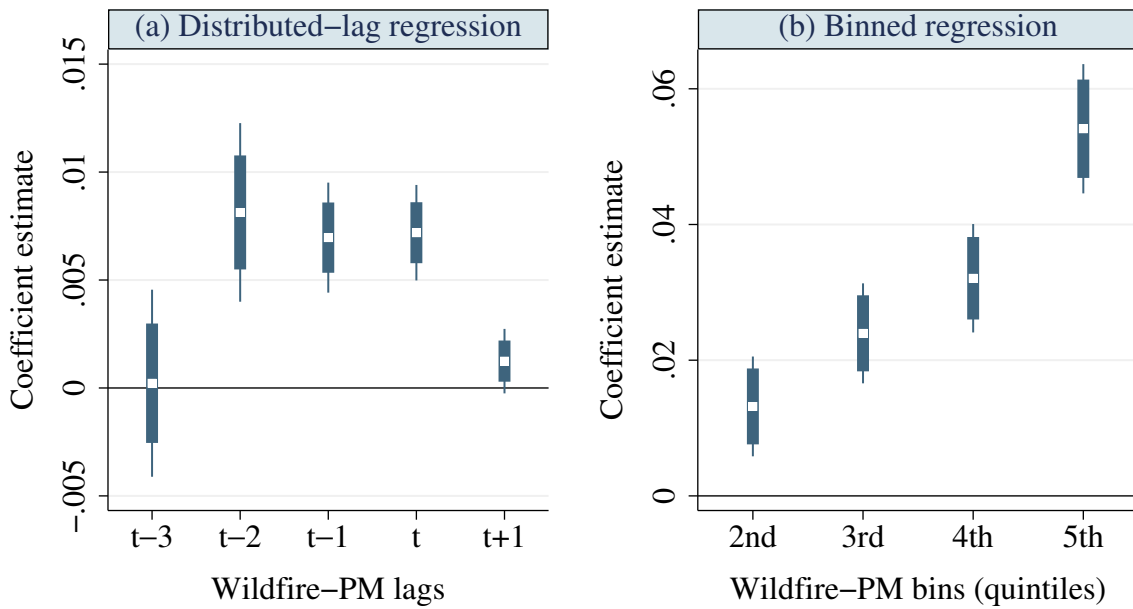 (a) Distributed−lag regression
Coefficient estimate
.015
.01
.005
0
−.005
t−3 t−2 t−1 t t+1
Wildfire−PM lags
(b) Binned regression
Coefficient estimate
.06
.04
.02
0
2nd 3rd 4th 5th
Wildfire−PM bins (quintiles)